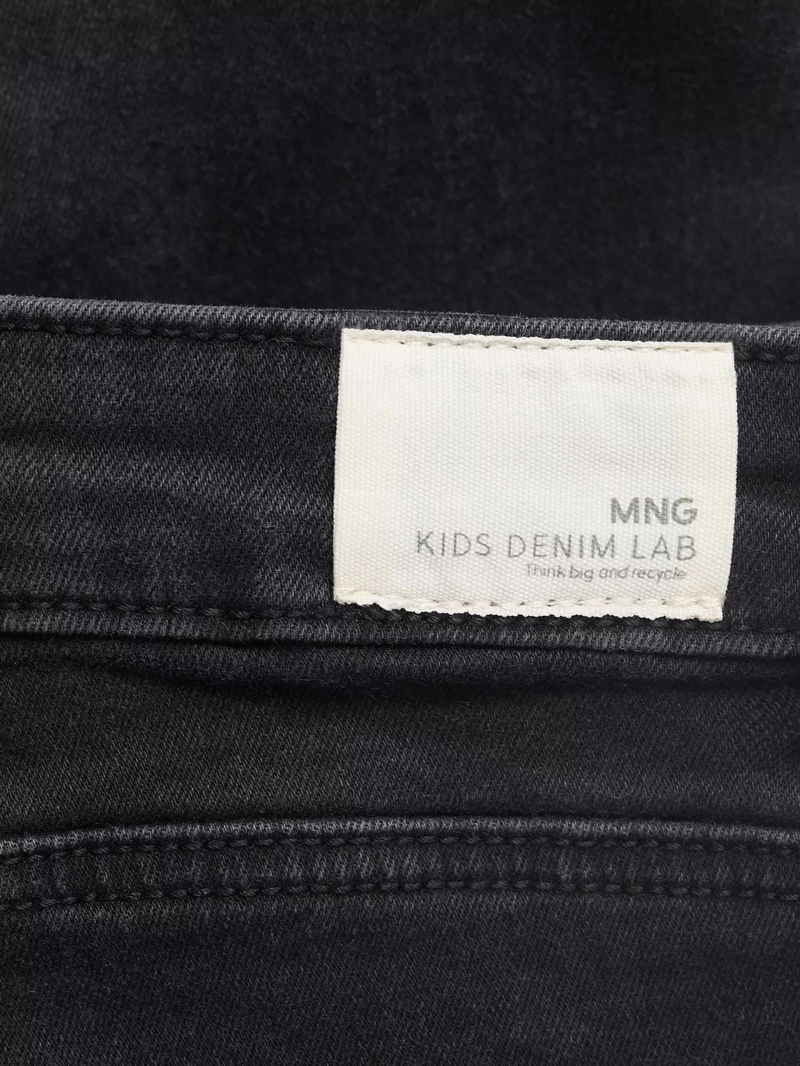 MNG
KIDS DENIM LAB
Think big and recycle